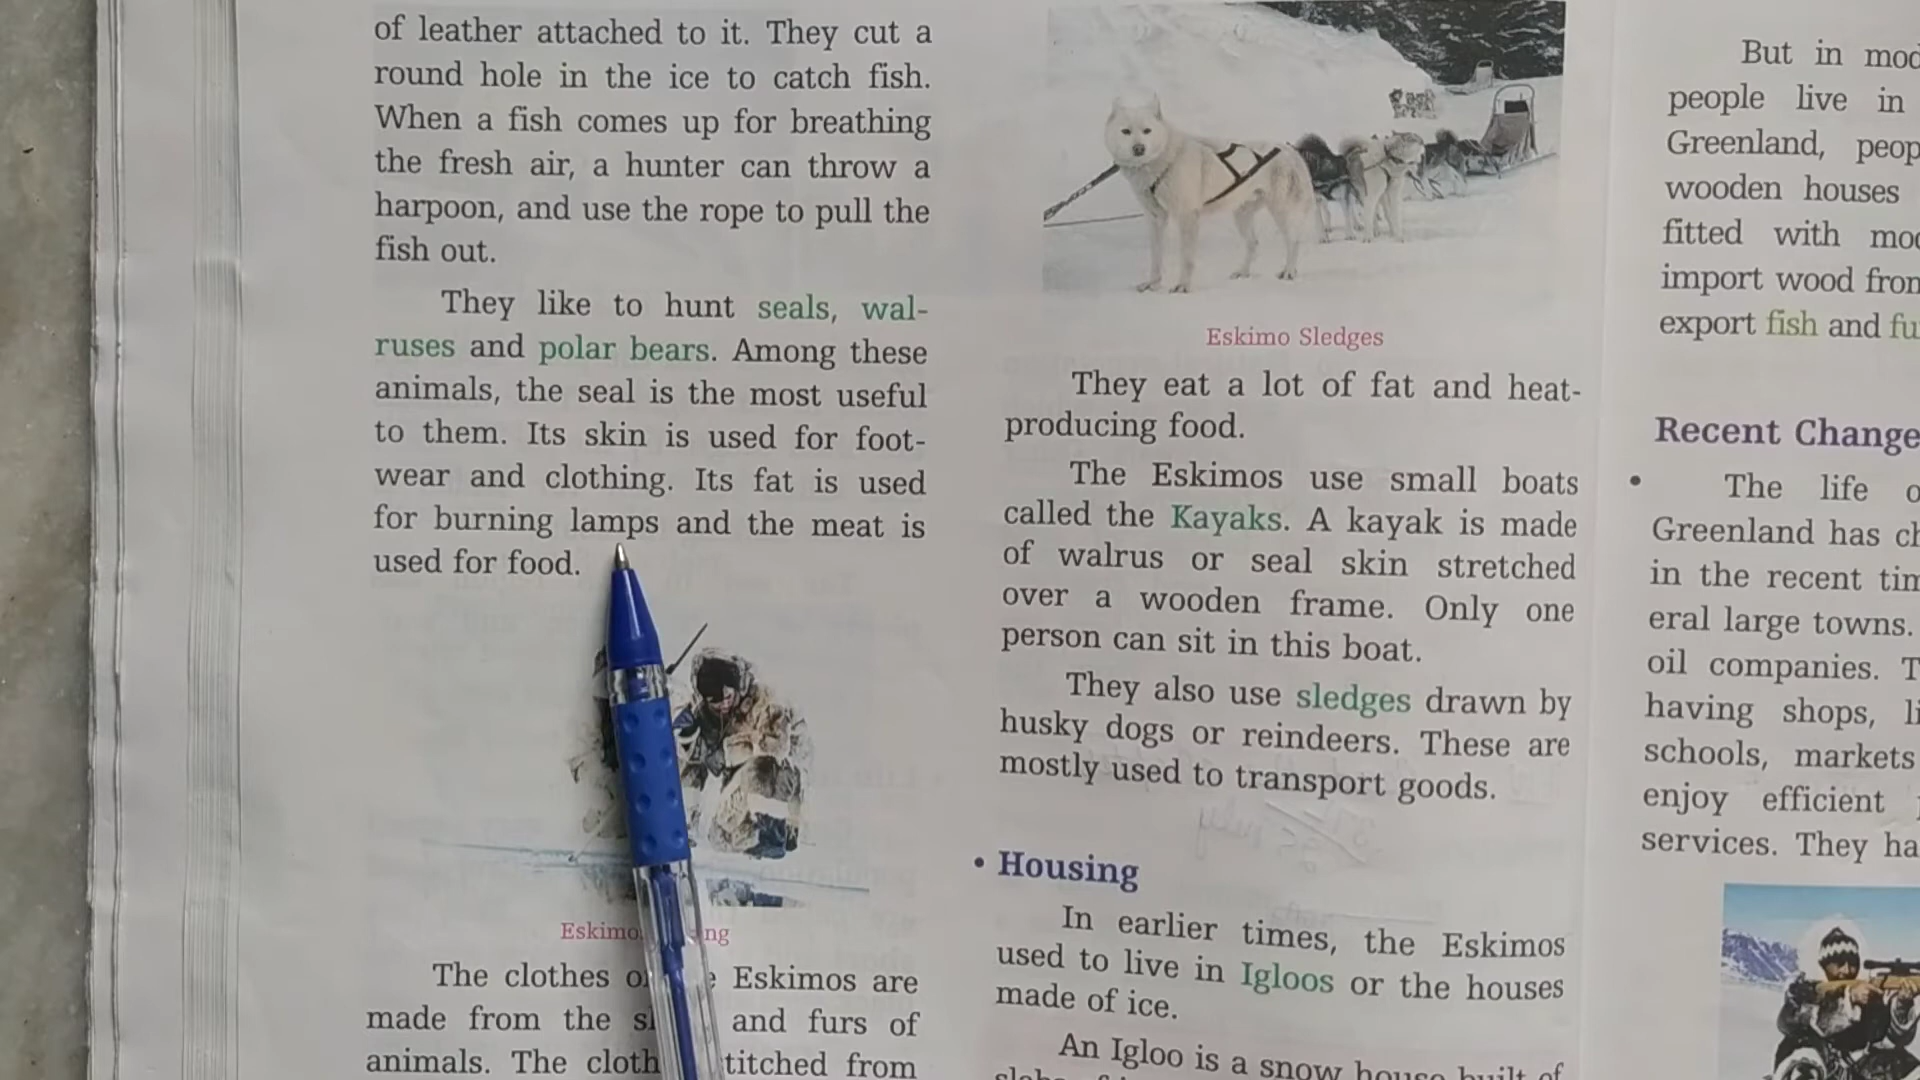 of leather attached to it. They cut a
round hole in the ice to catch fish.
When a fish comes up for breathing
the fresh air, a hunter can throw a
harpoon, and use the rope to pull the
fish out.
They like to hunt seals, wal-
ruses and polar bears. Among these
animals, the seal is the most useful
to them. Its skin is used for foot-
wear and clothing. Its fat is used
for burning lamps and the meat is
used for food.
Eskimo
The clothes Eskimos are
made from the and furs of
animals. The from
Eskimo Sledges
They eat a lot of fat and heat-
producing food.
The Eskimos use small boats
called the Kayaks. A kayak is made
of walrus or seal skin stretched
over a wooden frame. Only one
person can sit in this boat.
They also use sledges drawn by
husky dogs or reindeers. These are
mostly used to transport goods.
• Housing
In earlier times, the Eskimos
used to live in Igloos or the houses
made of ice.
An Igloo is a snow house built of
But in
people live in
Greenland,
wooden houses
fitted with
import wood
export fish and
Recent
• The life
Greenland has
in the recent
eral large towns.
oil companies.
having shops,
schools, markets
enjoy efficient
services. They